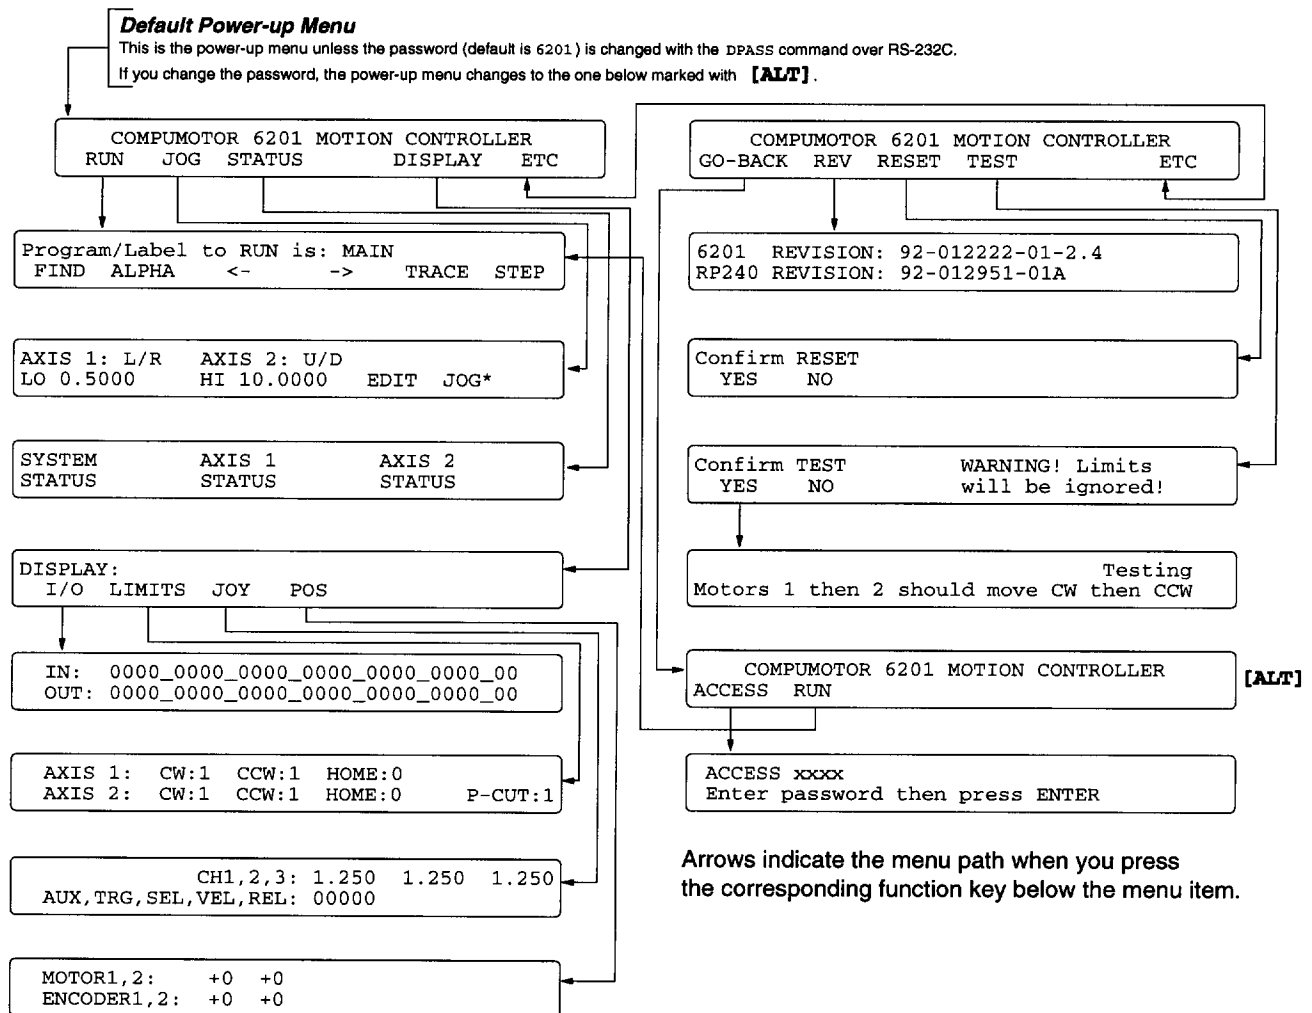 Default Power-up Menu
This is the power-up menu unless the password (default is 6201) is changed with the DPASS command over RS-232C.
If you change the password, the power-up menu changes to the one below marked with [ALT].
COMPUMOTOR 6201 MOTION CONTROLLER
RUN JOG STATUS DISPLAY ETC
Program/Label to RUN is: MAIN
FIND ALPHA <- -> TRACE STEP
AXIS 1: L/R AXIS 2: U/D
LO 0.5000 HI 10.0000 EDIT JOG*
SYSTEM AXIS 1 AXIS 2
STATUS STATUS STATUS
DISPLAY:
I/O LIMITS JOY POS
IN: 0000_0000_0000_0000_0000_0000_00
OUT: 0000_0000_0000_0000_0000_0000_00
AXIS 1: CW:1 CCW:1 HOME:0
AXIS 2: CW:1 CCW:1 HOME:0 P-CUT:1
CH1,2,3: 1.250 1.250 1.250
AUX,TRG,SEL,VEL,REL: 00000
MOTOR1,2: +0 +0
ENCODER1,2: +0 +0
COMPUMOTOR 6201 MOTION CONTROLLER
GO-BACK REV RESET TEST ETC
6201 REVISION: 92-012222-01-2.4
RP240 REVISION: 92-012951-01A
Confirm RESET
YES NO
Confirm TEST WARNING! Limits
YES NO will be ignored!
Testing
Motors 1 then 2 should move CW then CCW
COMPUMOTOR 6201 MOTION CONTROLLER
ACCESS RUN
[ALT]
ACCESS xxxx
Enter password then press ENTER
Arrows indicate the menu path when you press
the corresponding function key below the menu item.